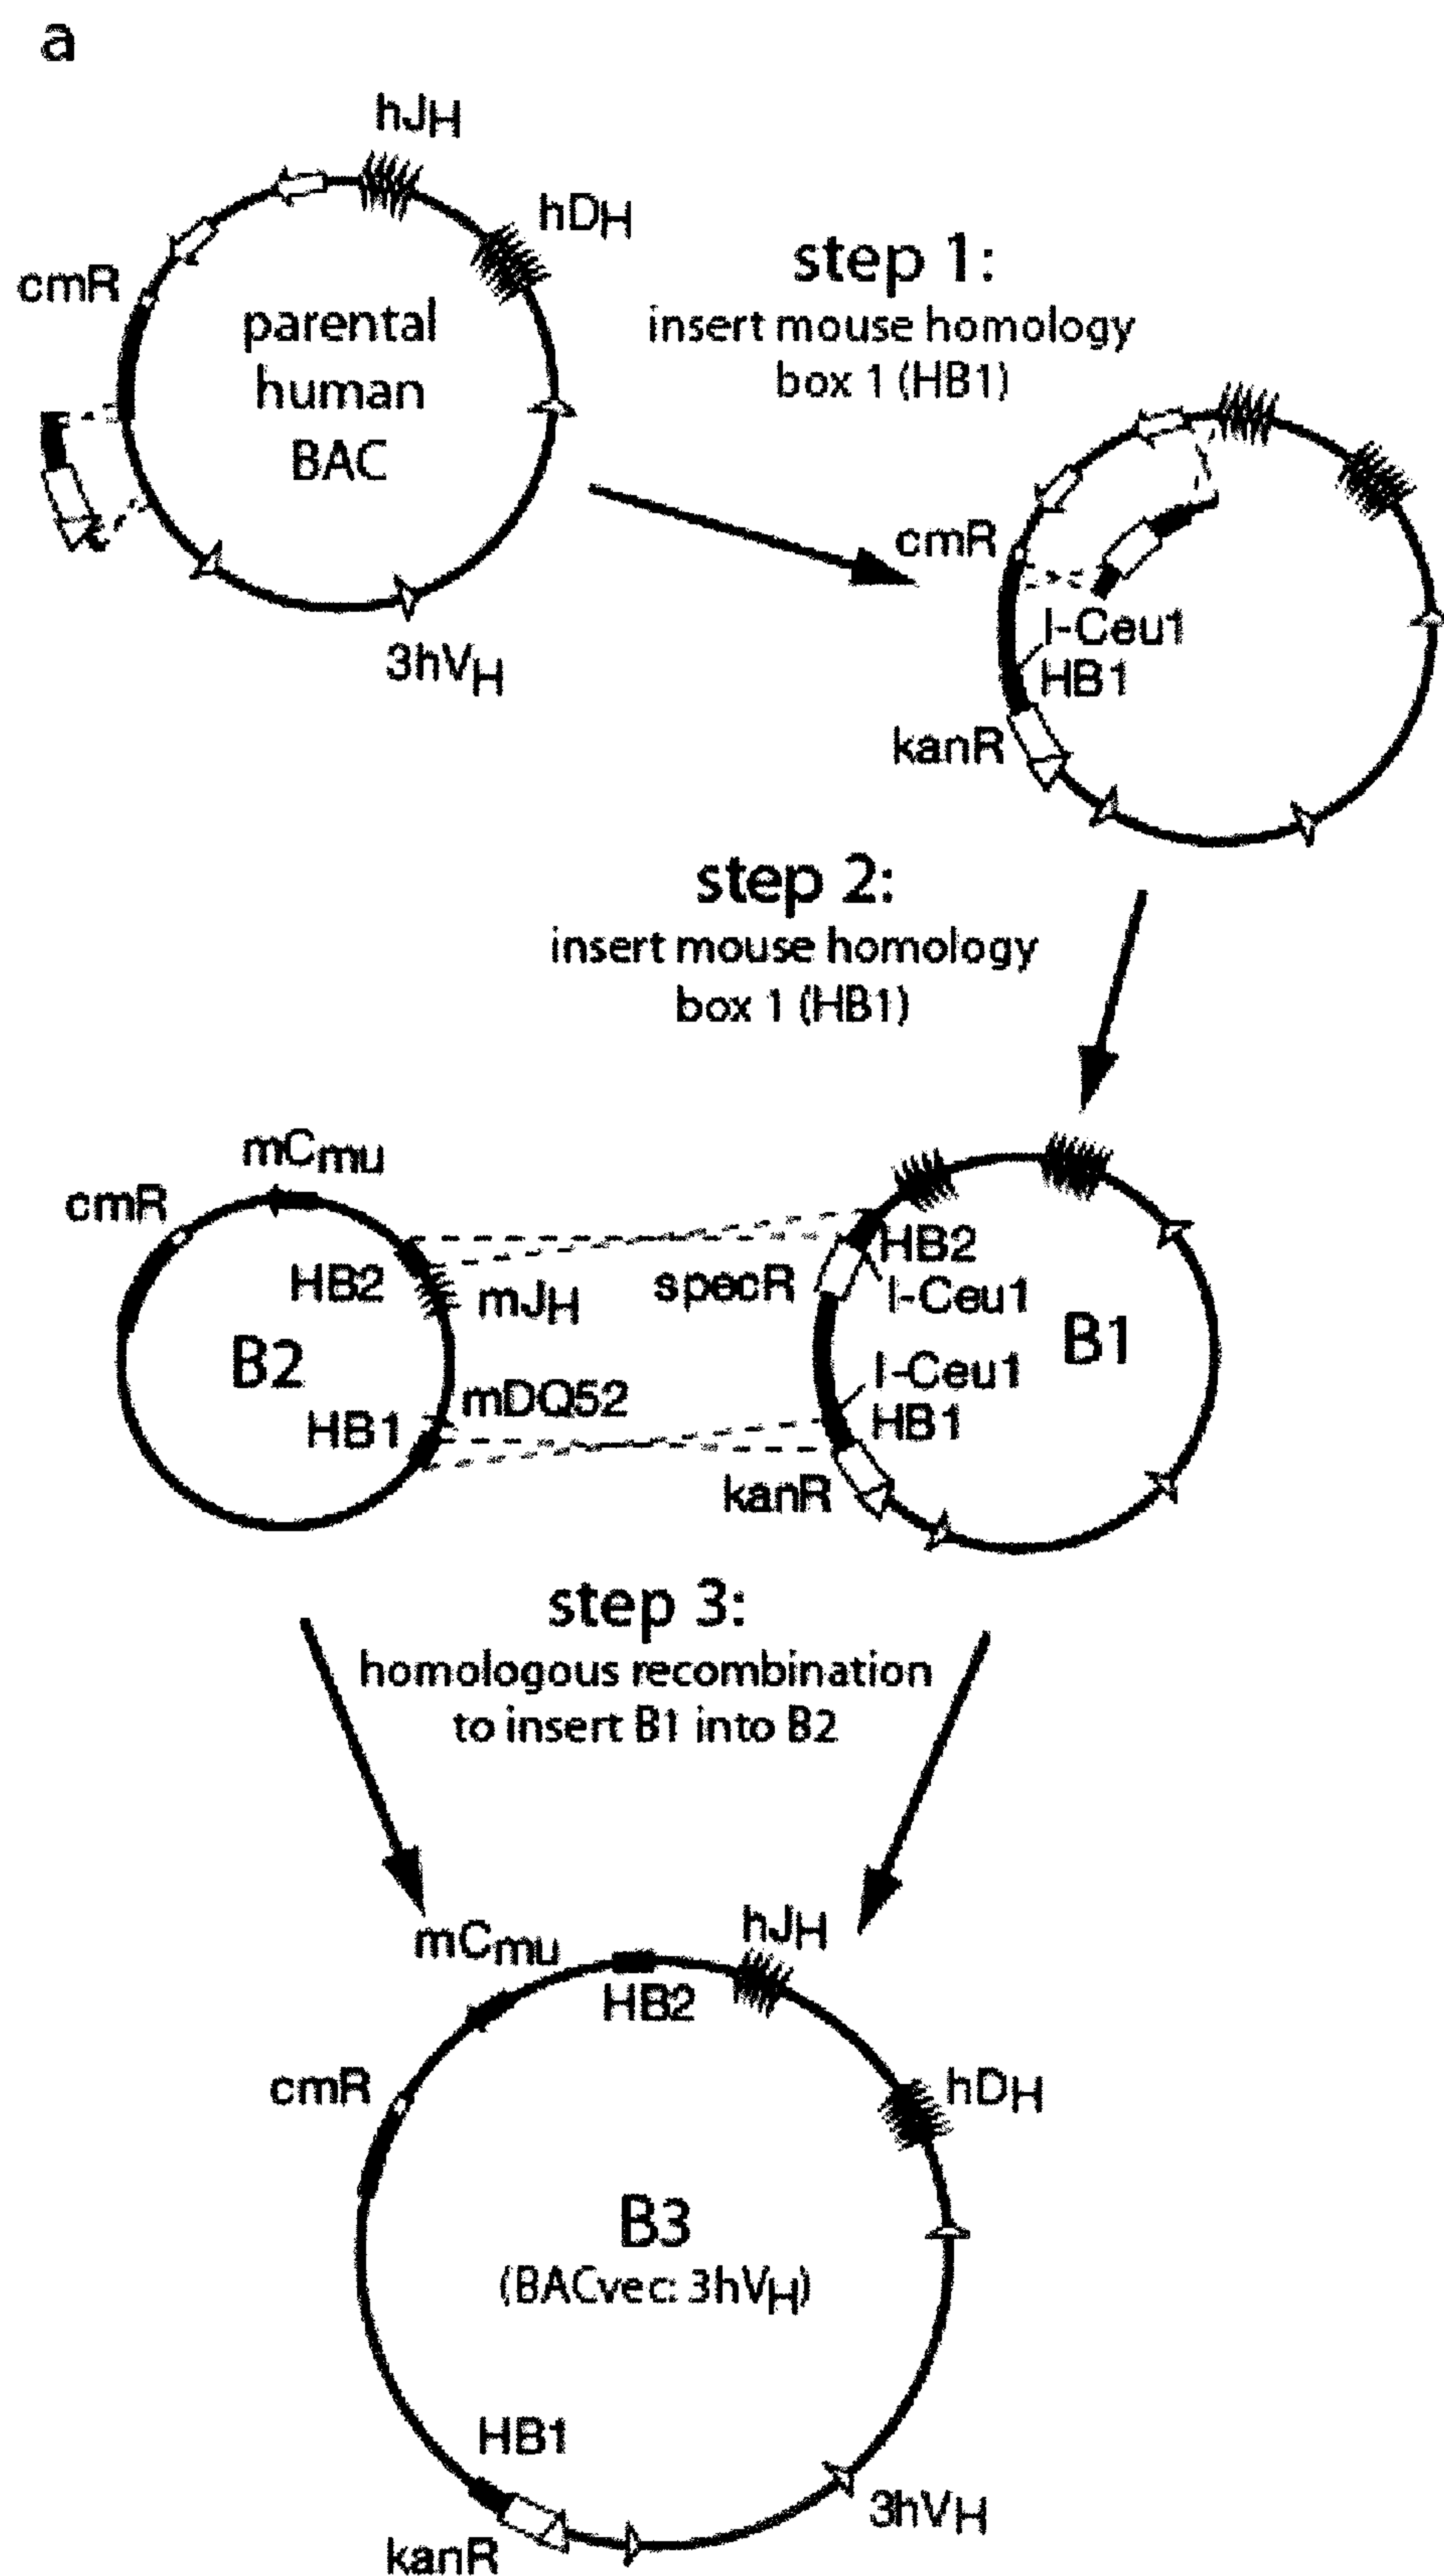 a
hJH
hDH
cmR
parental
human
BAC
3hVH
step 1:
insert mouse homology
box 1 (HB1)
cmR
I-Ceu1
HB1
kanR
step 2:
insert mouse homology
box 1 (HB1)
mCmu
cmR
HB2
mJH
B2
mDQ52
HB1
specR
HB2
I-Ceu1
B1
I-Ceu1
HB1
kanR
step 3:
homologous recombination
to insert B1 into B2
mCmu
hJH
HB2
cmR
hDH
B3
(BACvec: 3hVH)
HB1
3hVH
kanR